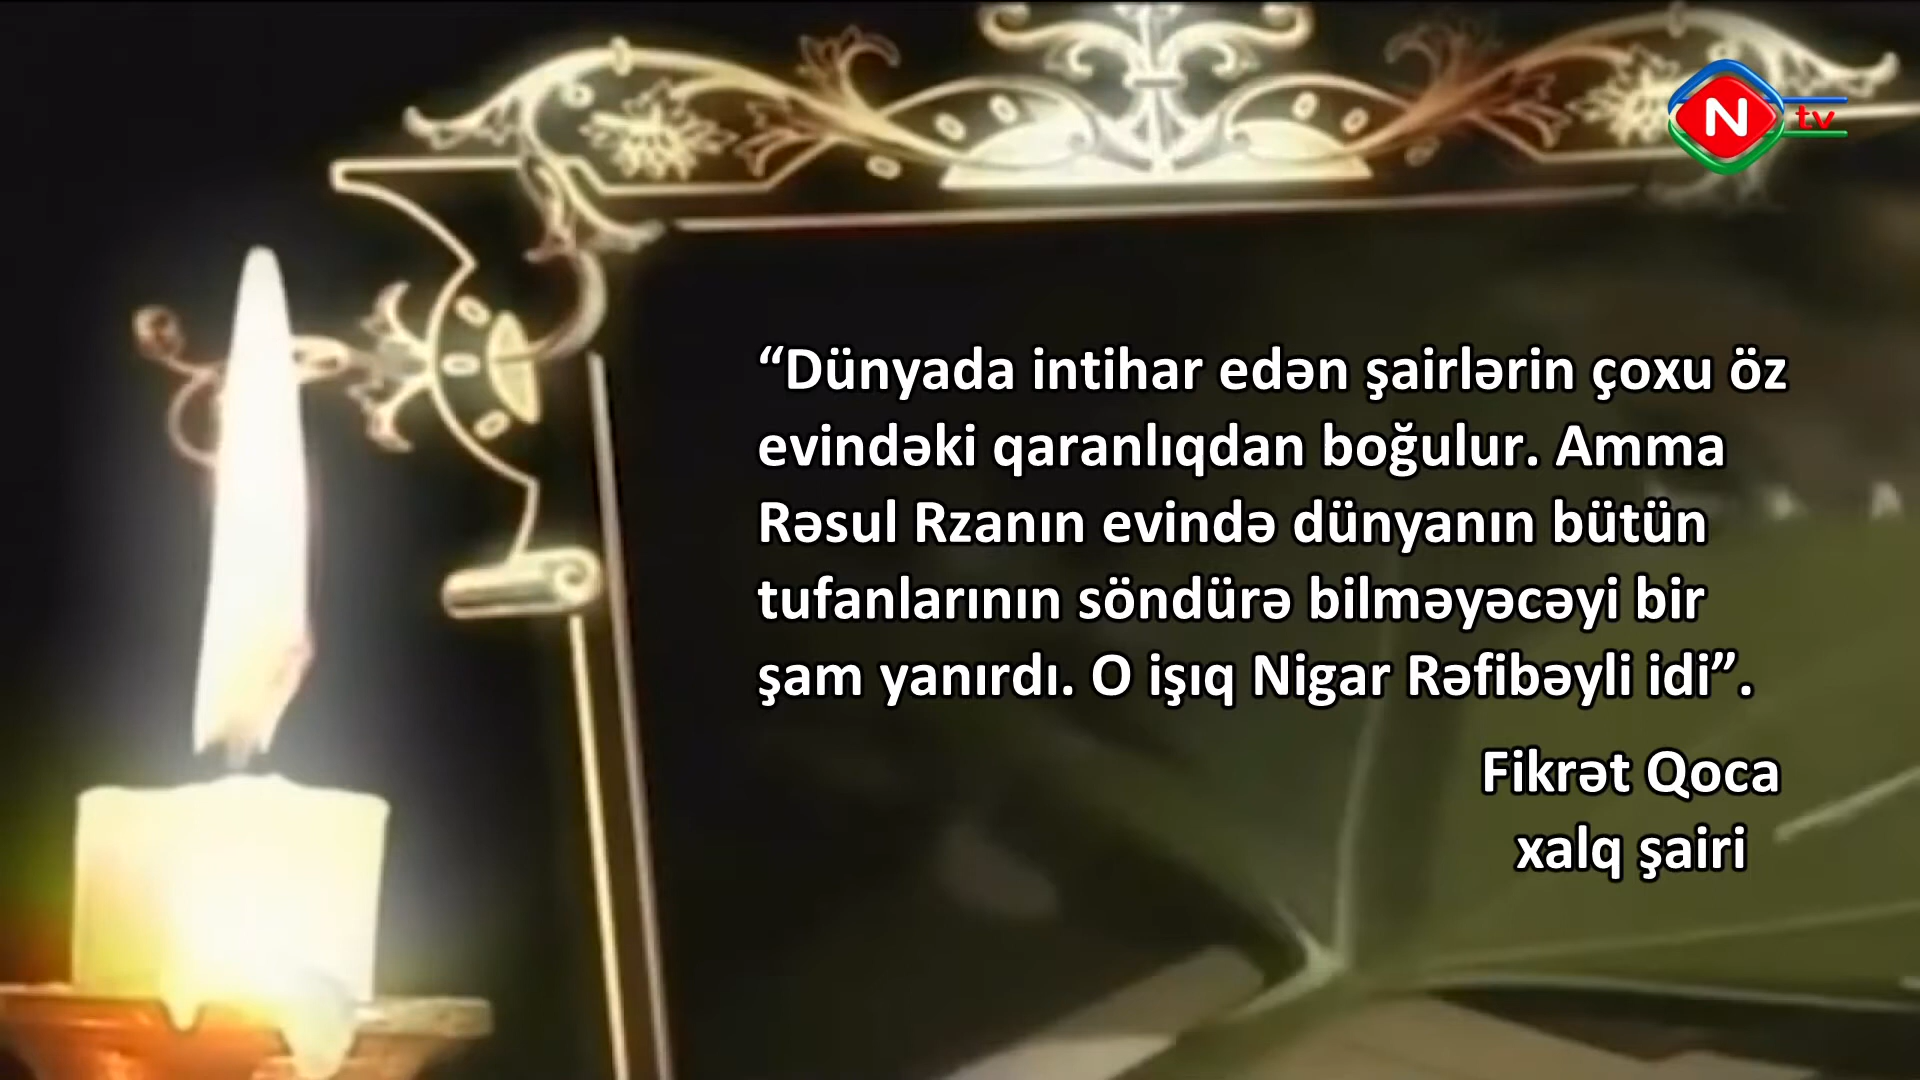 N tv
“Dünyada intihar edən şairlərin çoxu öz
evindəki qaranlıqdan boğulur. Amma
Rəsul Rzanın evində dünyanın bütün
tufanlarının söndürə bilməyəcəyi bir
şam yanırdı. O işıq Nigar Rəfibəyli idi”.
Fikrət Qoca
xalq şairi